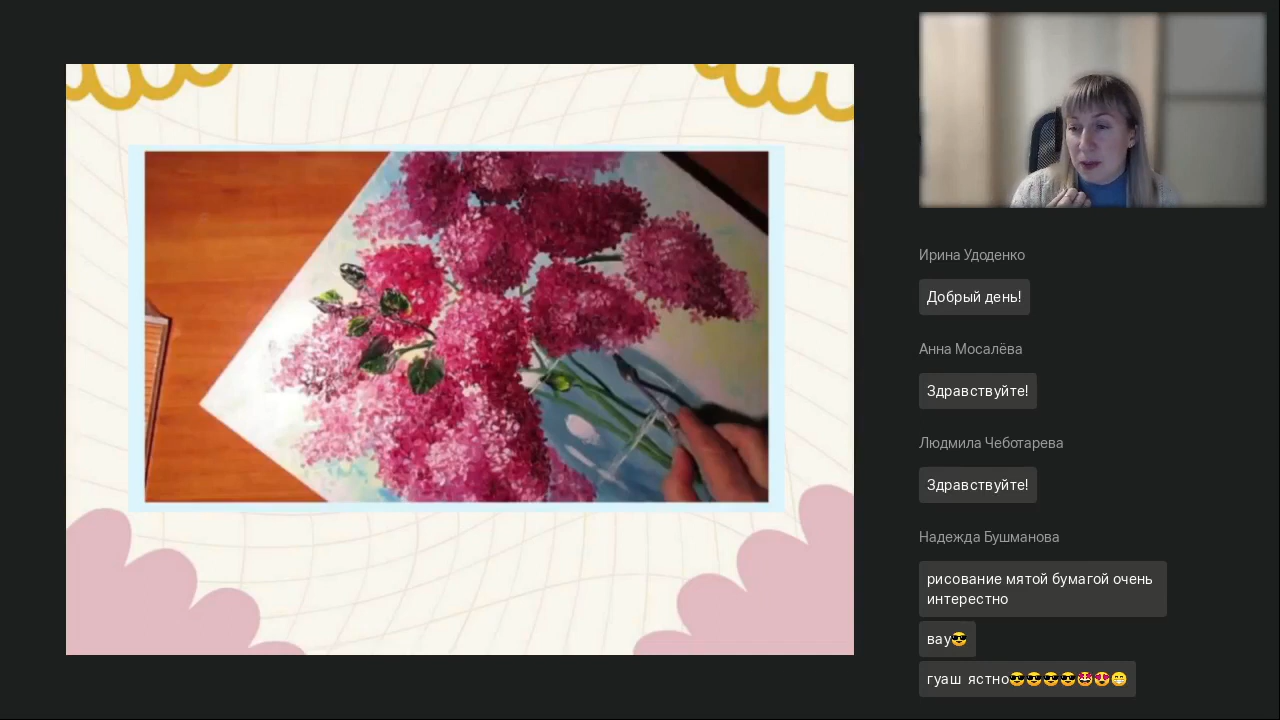 Ирина Удоденко
Добрый день!
Анна Мосалёва
Здравствуйте!
Людмила Чеботарева
Здравствуйте!
Надежда Бушманова
рисование мятой бумагой очень
интерестно
вау😎
гуаш ястно😎😎😎😎🤩😍😁